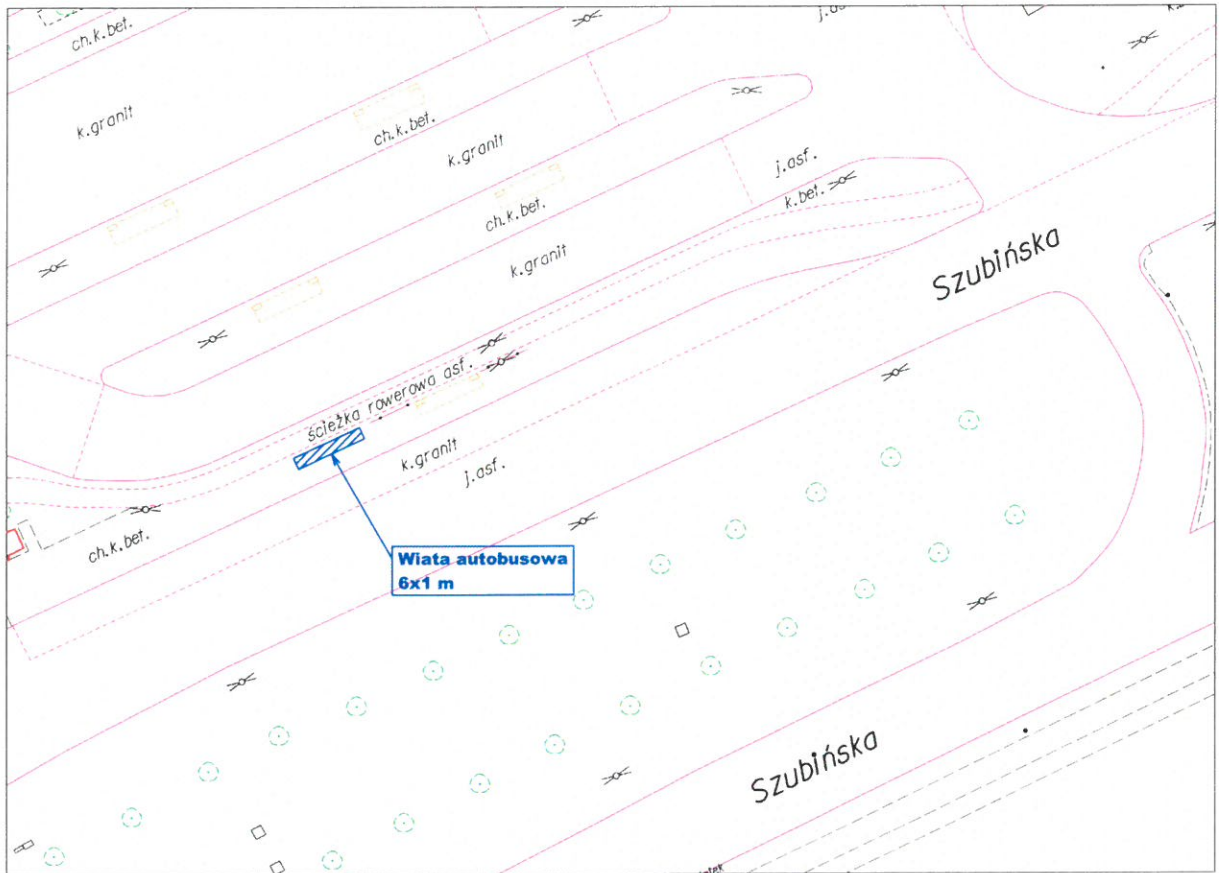 ch.k.bet.
k.granit
ch.k.bet.
k.granit
j.asf.
ch.k.bet.
k.bet.
k.granit
Szubińska
ścieżka rowerowa asf.
k.granit
j.asf.
ch.k.bet.
Wiata autobusowa
6x1 m
Szubińska